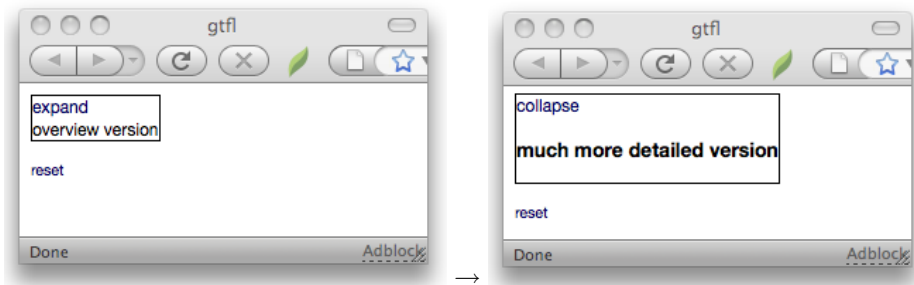 gtfl
expand
overview version
reset
Done
Adblock
→
gtfl
collapse
much more detailed version
reset
Done
Adblock